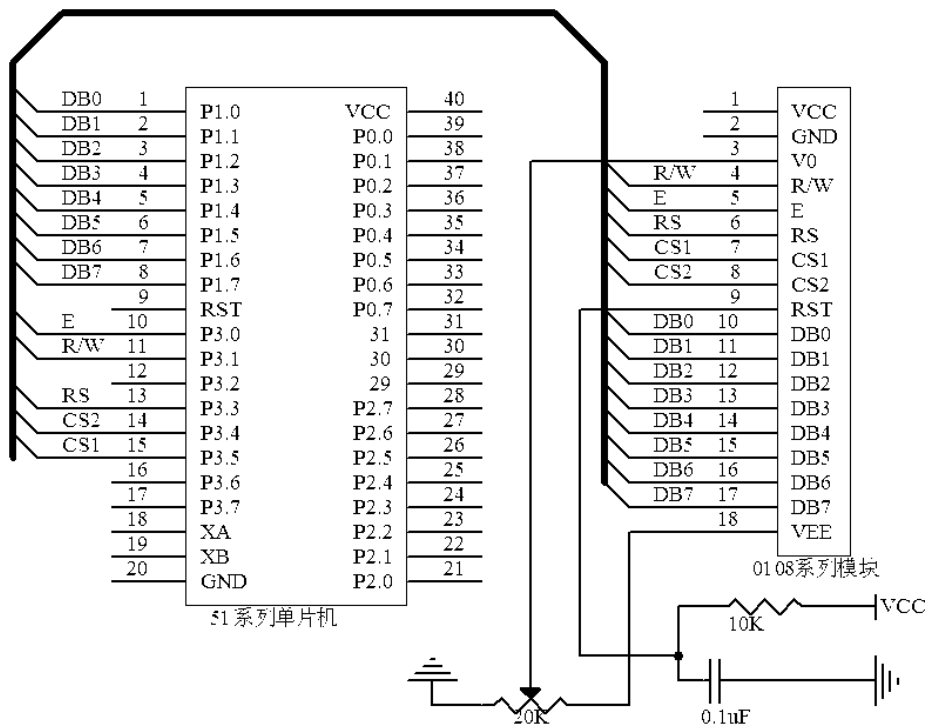 DB0 1 P1.0 VCC 40
DB1 2 P1.1 P0.0 39
DB2 3 P1.2 P0.1 38
DB3 4 P1.3 P0.2 37
DB4 5 P1.4 P0.3 36
DB5 6 P1.5 P0.4 35
DB6 7 P1.6 P0.5 34
DB7 8 P1.7 P0.6 33
9 RST P0.7 32
E 10 P3.0 31 31
R/W 11 P3.1 30 30
12 P3.2 29 29
RS 13 P3.3 P2.7 28
CS2 14 P3.4 P2.6 27
CS1 15 P3.5 P2.5 26
16 P3.6 P2.4 25
17 P3.7 P2.3 24
18 XA P2.2 23
19 XB P2.1 22
20 GND P2.0 21
51系列单片机
1 VCC
2 GND
3 V0
R/W 4 R/W
E 5 E
RS 6 RS
CS1 7 CS1
CS2 8 CS2
9 RST
DB0 10 DB0
DB1 11 DB1
DB2 12 DB2
DB3 13 DB3
DB4 14 DB4
DB5 15 DB5
DB6 16 DB6
DB7 17 DB7
18 VEE
0108系列模块
10K VCC
20K 0.1uF